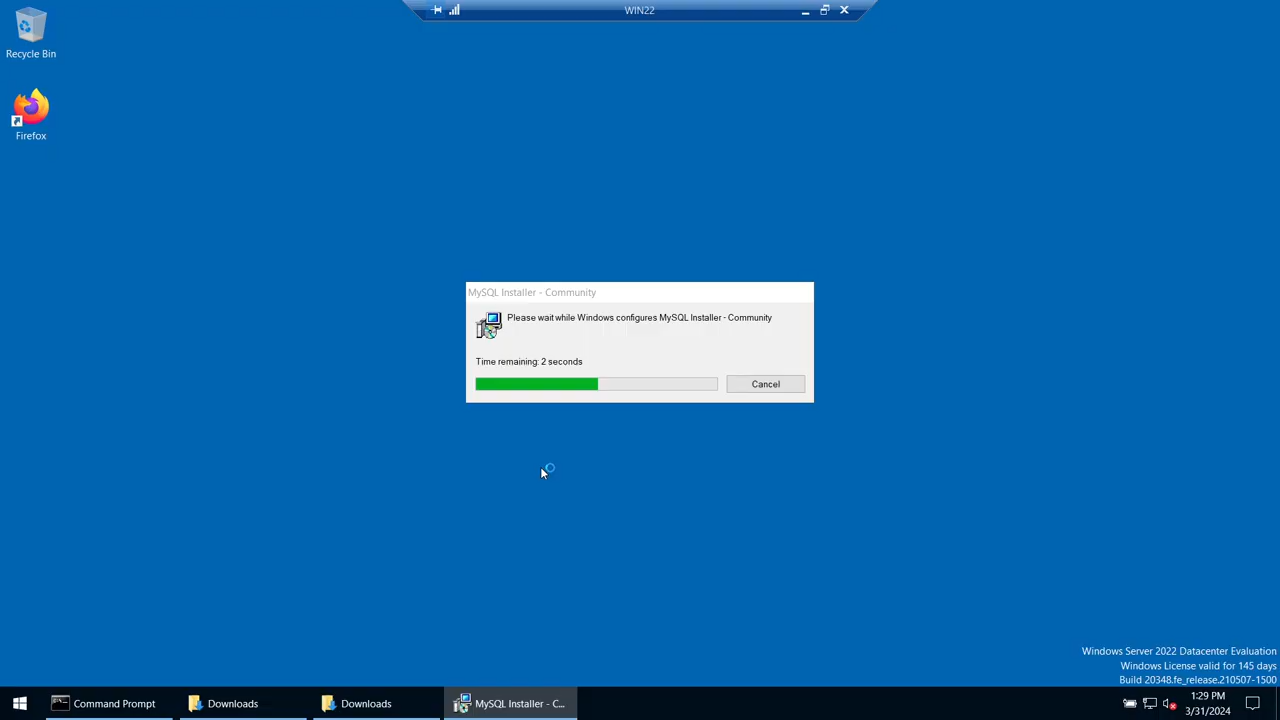 WIN22
Recycle Bin
Firefox
MySQL Installer - Community
Please wait while Windows configures MySQL Installer - Community
Time remaining: 2 seconds
Cancel
Windows Server 2022 Datacenter Evaluation
Windows License valid for 145 days
Build 20348.fe_release.210507-1500
Command Prompt
Downloads
Downloads
MySQL Installer - C...
1:29 PM
3/31/2024